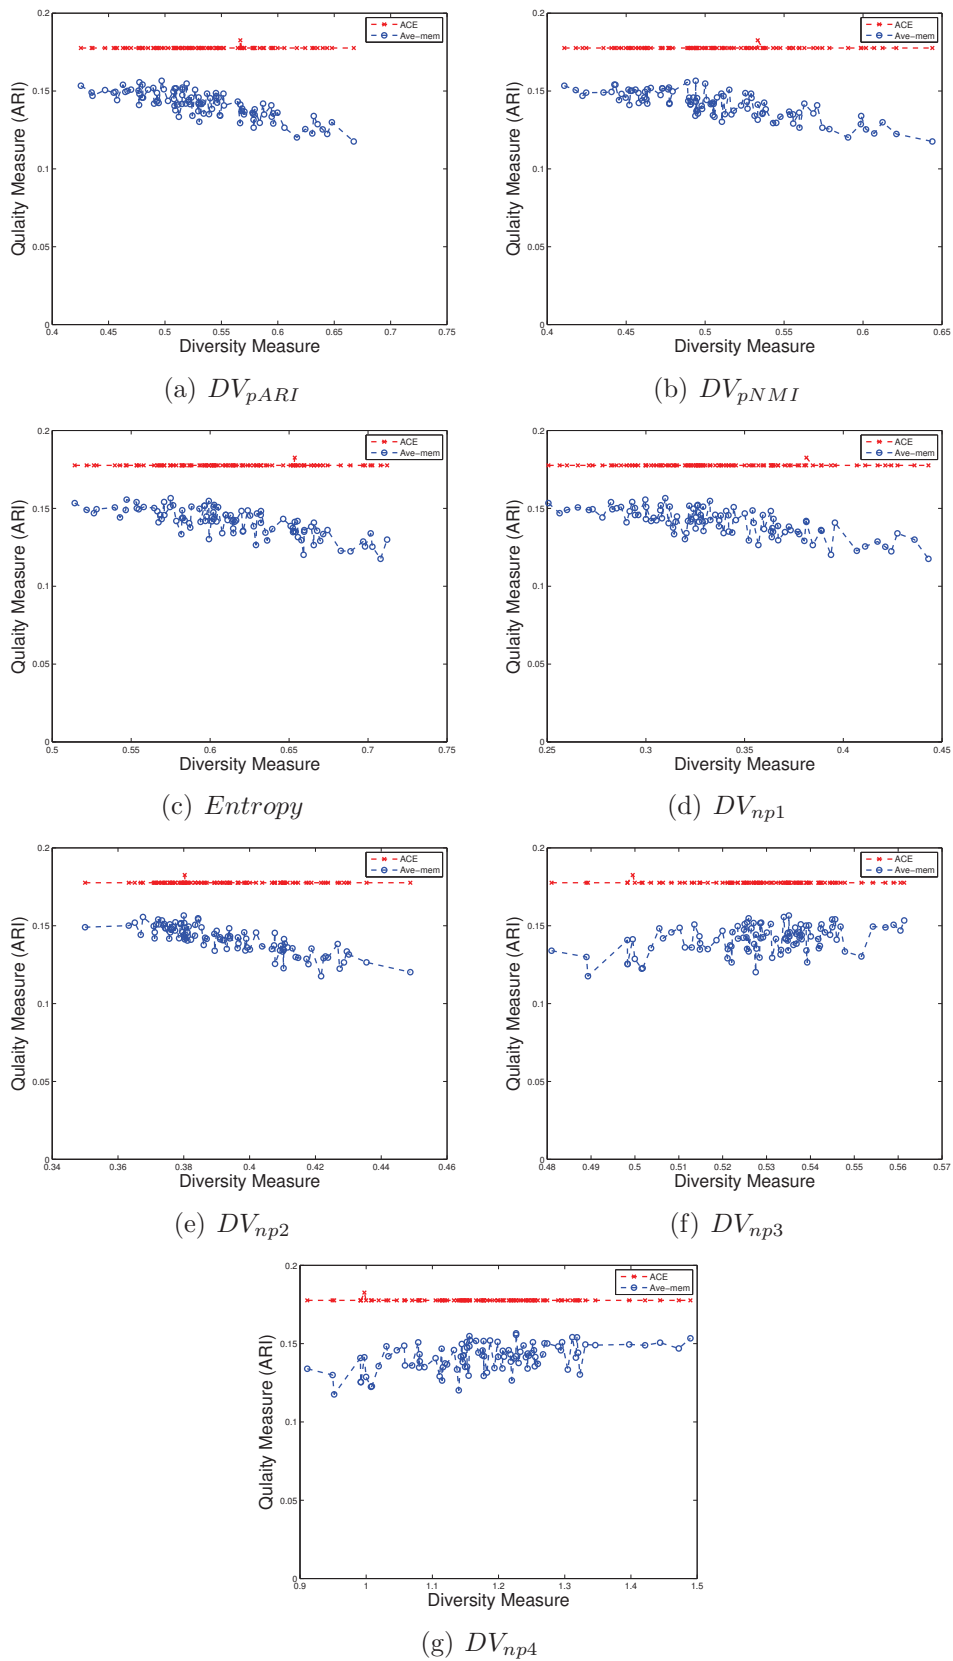 0.2
0.15
0.1
0.05
0
Qulaity Measure (ARI)
ACE
Ave-mem
0.4 0.45 0.5 0.55 0.6 0.65 0.7 0.75
Diversity Measure
(a) DV_pARI
0.2
0.15
0.1
0.05
0
Qulaity Measure (ARI)
ACE
Ave-mem
0.4 0.45 0.5 0.55 0.6 0.65
Diversity Measure
(b) DV_pNMI
0.2
0.15
0.1
0.05
0
Qulaity Measure (ARI)
ACE
Ave-mem
0.5 0.55 0.6 0.65 0.7 0.75
Diversity Measure
(c) Entropy
0.2
0.15
0.1
0.05
0
Qulaity Measure (ARI)
ACE
Ave-mem
0.25 0.3 0.35 0.4 0.45
Diversity Measure
(d) DV_np1
0.2
0.15
0.1
0.05
0
Qulaity Measure (ARI)
ACE
Ave-mem
0.34 0.36 0.38 0.4 0.42 0.44 0.46
Diversity Measure
(e) DV_np2
0.2
0.15
0.1
0.05
0
Qulaity Measure (ARI)
ACE
Ave-mem
0.48 0.49 0.5 0.51 0.52 0.53 0.54 0.55 0.56 0.57
Diversity Measure
(f) DV_np3
0.2
0.15
0.1
0.05
0
Qulaity Measure (ARI)
ACE
Ave-mem
0.9 1 1.1 1.2 1.3 1.4 1.5
Diversity Measure
(g) DV_np4